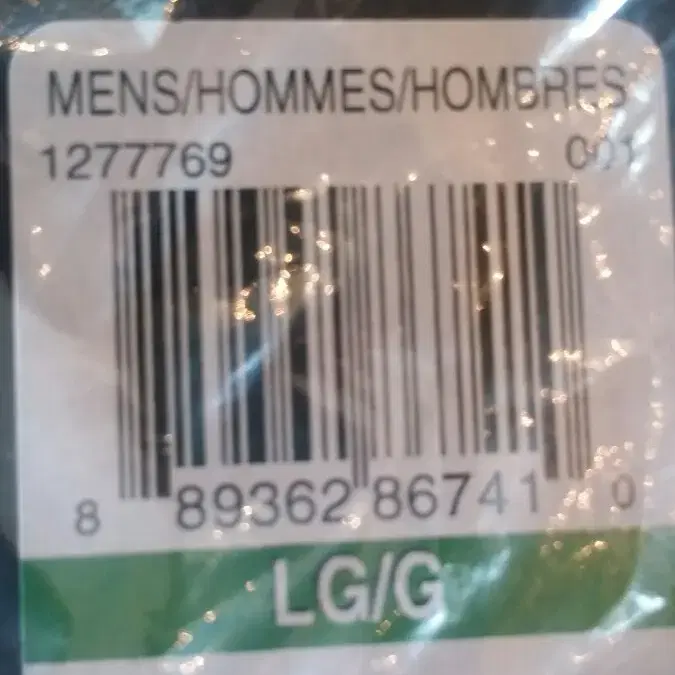 MENS/HOMMES/HOMBRES
1277769 001
8 89362 86741 0
LG/G